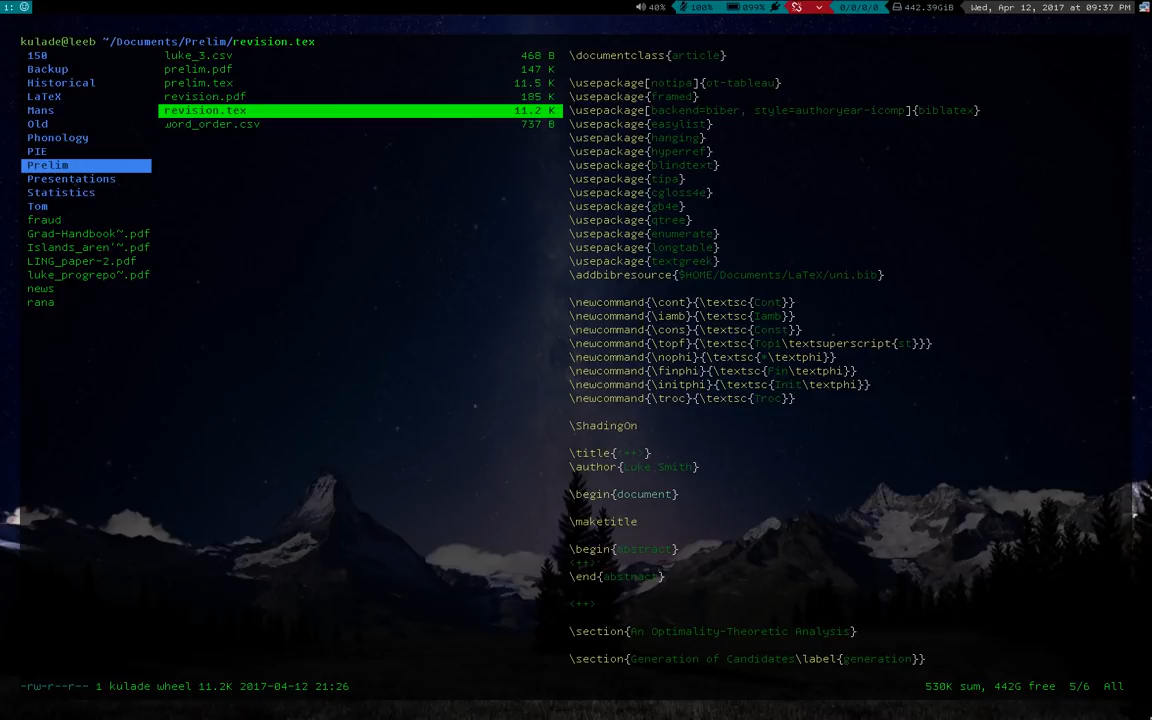 1:
40% 100% 099% 0/0/0/0 442.39GiB Wed, Apr 12, 2017 at 09:37 PM
kulade@leeb ~/Documents/Prelim/revision.tex
150
Backup
Historical
LaTeX
Mans
Old
Phonology
PIE
Prelim
Presentations
Statistics
Tom
fraud
Grad-Handbook~.pdf
Islands_aren'~.pdf
LING_paper-2.pdf
luke_progrepo~.pdf
news
rana
luke_3.csv 468 B
prelim.pdf 147 K
prelim.tex 11.5 K
revision.pdf 185 K
revision.tex 11.2 K
word_order.csv 737 B
\documentclass{article}
\usepackage[notipa]{ot-tableau}
\usepackage{framed}
\usepackage[backend=biber, style=authoryear-icomp]{biblatex}
\usepackage{easylist}
\usepackage{hanging}
\usepackage{hyperref}
\usepackage{blindtext}
\usepackage{tipa}
\usepackage{cgloss4e}
\usepackage{gb4e}
\usepackage{qtree}
\usepackage{enumerate}
\usepackage{longtable}
\usepackage{textgreek}
\addbibresource{$HOME/Documents/LaTeX/uni.bib}
\newcommand{\cont}{\textsc{Cont}}
\newcommand{\iamb}{\textsc{Iamb}}
\newcommand{\cons}{\textsc{Const}}
\newcommand{\topf}{\textsc{Topi\textsuperscript{st}}}
\newcommand{\nophi}{\textsc{*\textphi}}
\newcommand{\finphi}{\textsc{Fin\textphi}}
\newcommand{\initphi}{\textsc{Init\textphi}}
\newcommand{\troc}{\textsc{Troc}}
\ShadingOn
\title{<++>}
\author{Luke Smith}
\begin{document}
\maketitle
\begin{abstract}
<++>
\end{abstract}
<++>
\section{An Optimality-Theoretic Analysis}
\section{Generation of Candidates\label{generation}}
-rw-r--r-- 1 kulade wheel 11.2K 2017-04-12 21:26
530K sum, 442G free 5/6 All